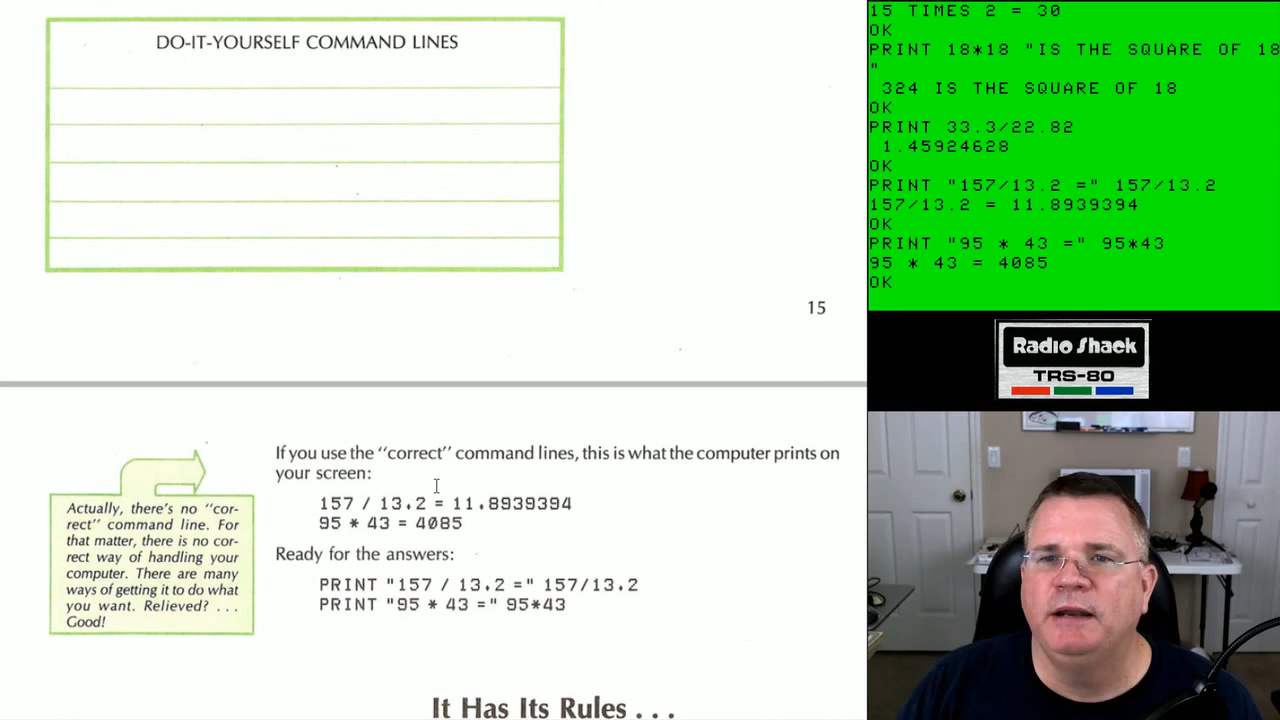 DO-IT-YOURSELF COMMAND LINES
15
If you use the "correct" command lines, this is what the computer prints on
your screen:
157 / 13.2 = 11.8939394
95 * 43 = 4085
Ready for the answers:
PRINT "157 / 13.2 =" 157/13.2
PRINT "95 * 43 =" 95*43
Actually, there's no "cor-
rect" command line. For
that matter, there is no cor-
rect way of handling your
computer. There are many
ways of getting it to do what
you want. Relieved? . . .
Good!
It Has Its Rules . . .
15 TIMES 2 = 30
OK
PRINT 18*18 "IS THE SQUARE OF 18
"
324 IS THE SQUARE OF 18
OK
PRINT 33.3/22.82
1.45924628
OK
PRINT "157/13.2 =" 157/13.2
157/13.2 = 11.8939394
OK
PRINT "95 * 43 =" 95*43
95 * 43 = 4085
OK
Radio Shack
TRS-80